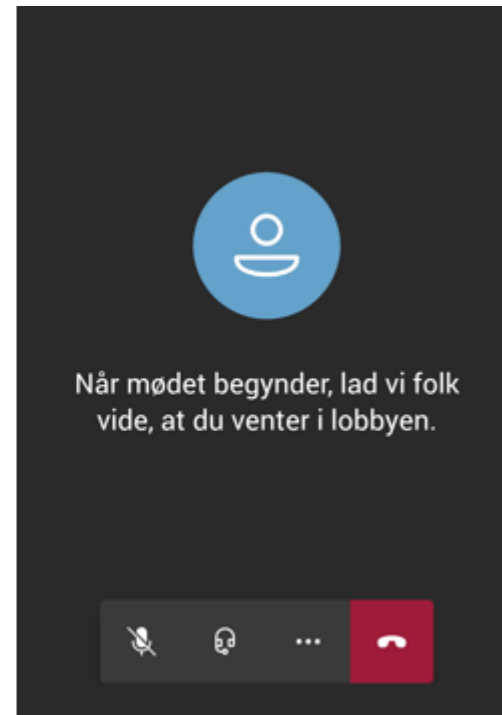 Når mødet begynder, lad vi folk
vide, at du venter i lobbyen.